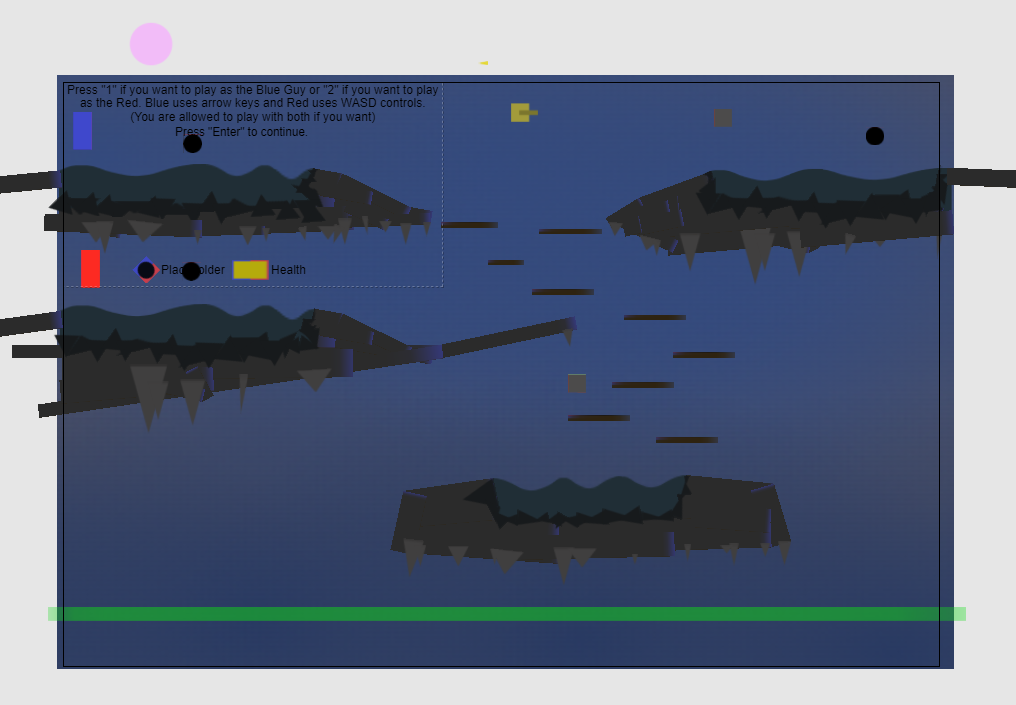 Press "1" if you want to play as the Blue Guy or "2" if you want to play
as the Red. Blue uses arrow keys and Red uses WASD controls.
(You are allowed to play with both if you want)
Press "Enter" to continue.
Health